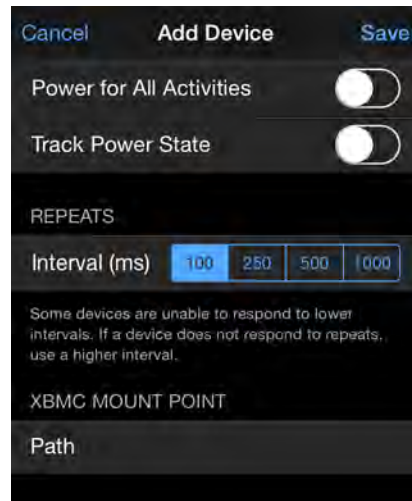 Cancel Add Device Save
Power for All Activities
Track Power State
REPEATS
Interval (ms) 100 250 500 1000
Some devices are unable to respond to lower
intervals. If a device does not respond to repeats,
use a higher interval.
XBMC MOUNT POINT
Path